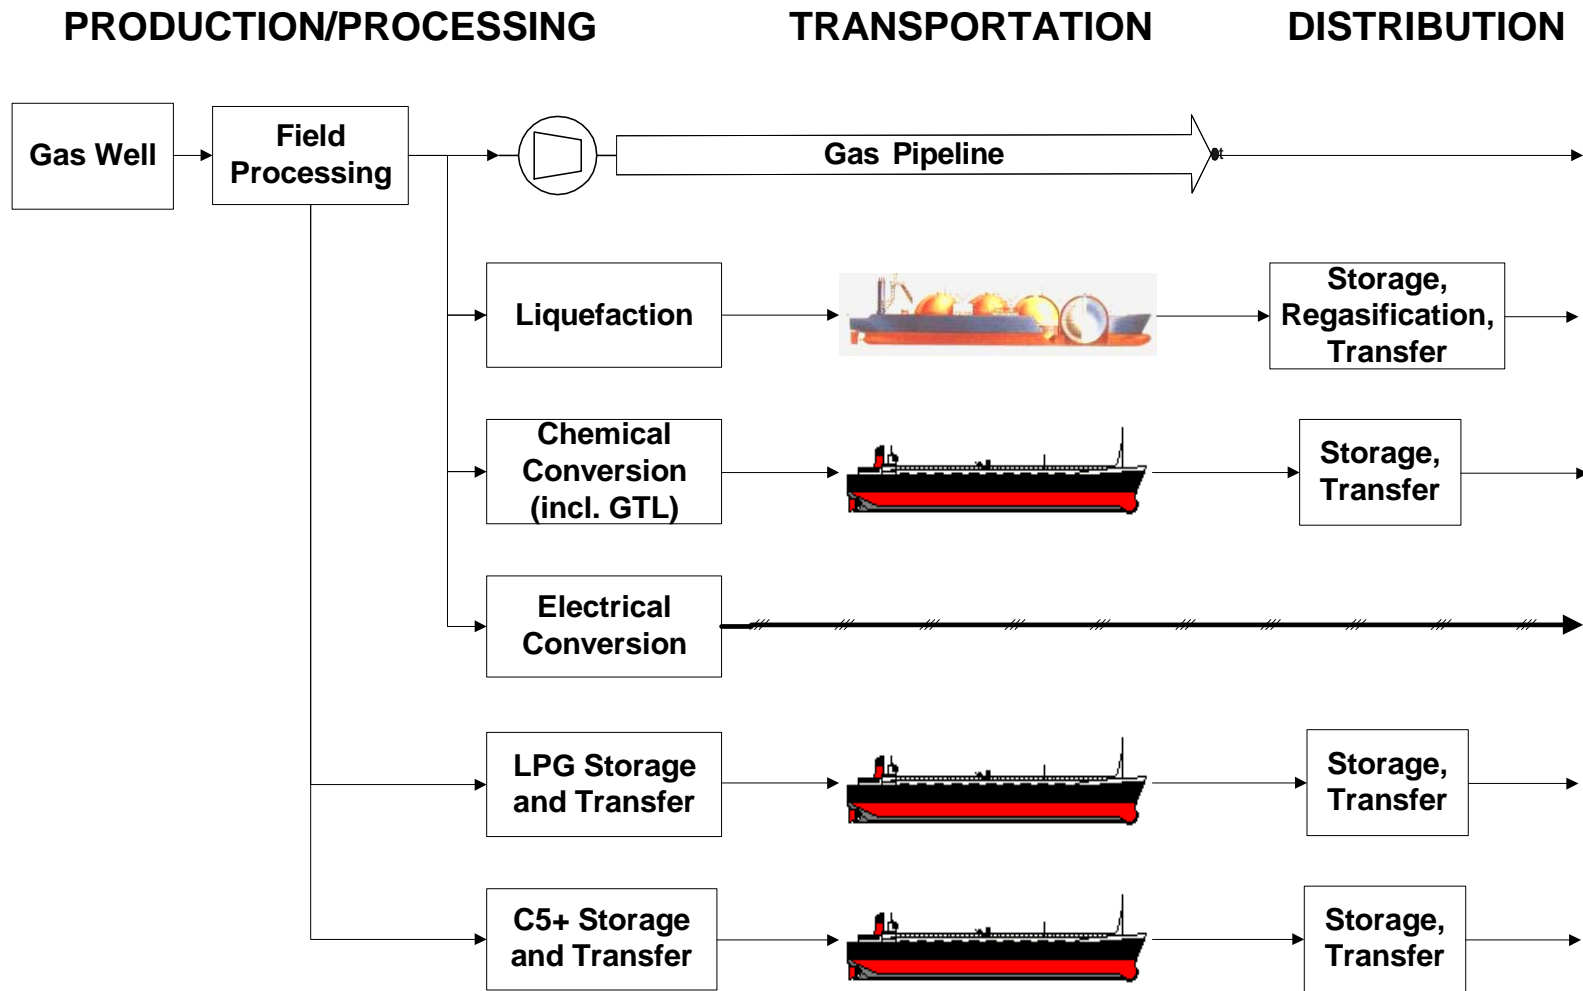 PRODUCTION/PROCESSING
TRANSPORTATION
DISTRIBUTION
Gas Well
Field
Processing
Gas Pipeline
t
Liquefaction
Storage,
Regasification,
Transfer
Chemical
Conversion
(incl. GTL)
Storage,
Transfer
Electrical
Conversion
LPG Storage
and Transfer
Storage,
Transfer
C5+ Storage
and Transfer
Storage,
Transfer